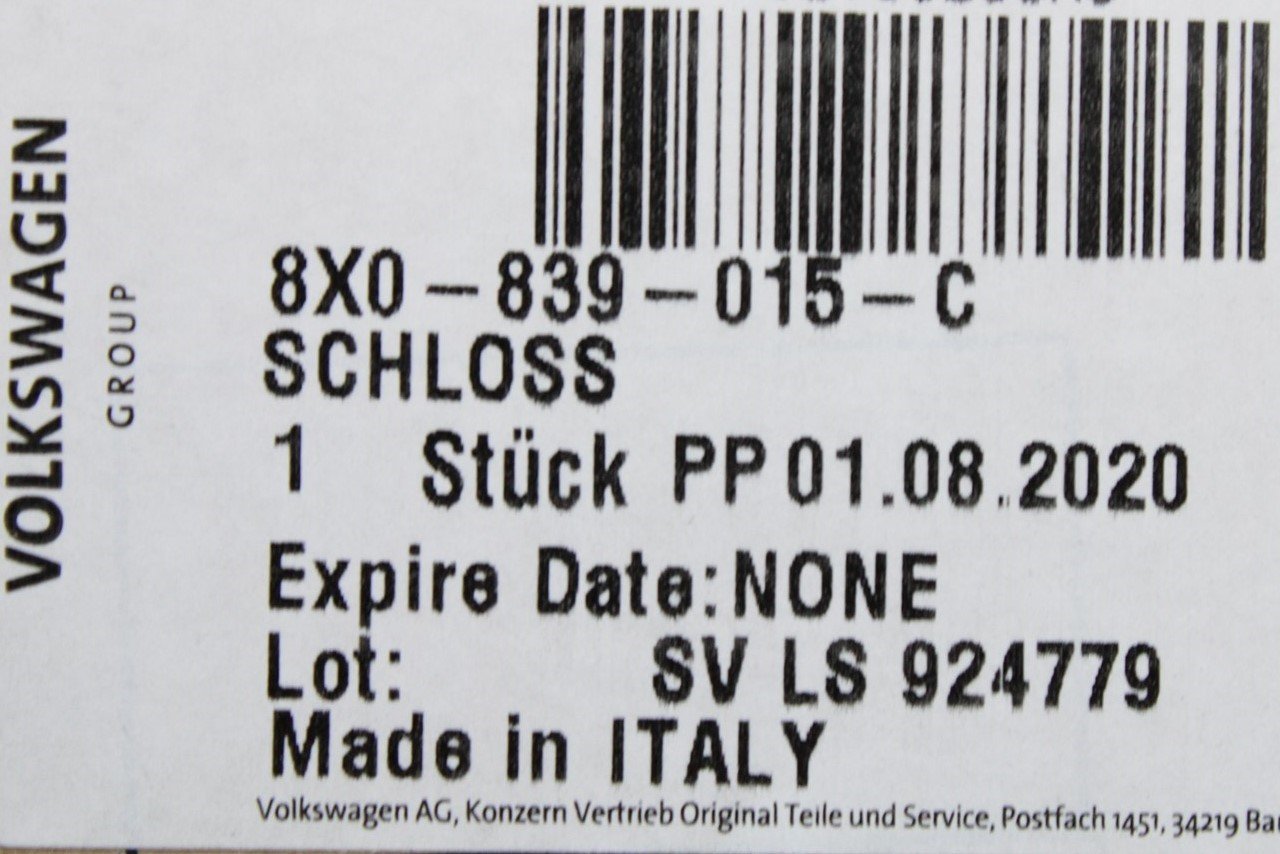 VOLKSWAGEN
GROUP
8X0-839-015-C
SCHLOSS
1 Stück PP 01.08.2020
Expire Date:NONE
Lot: SV LS 924779
Made in ITALY
Volkswagen AG, Konzern Vertrieb Original Teile und Service, Postfach 1451, 34219